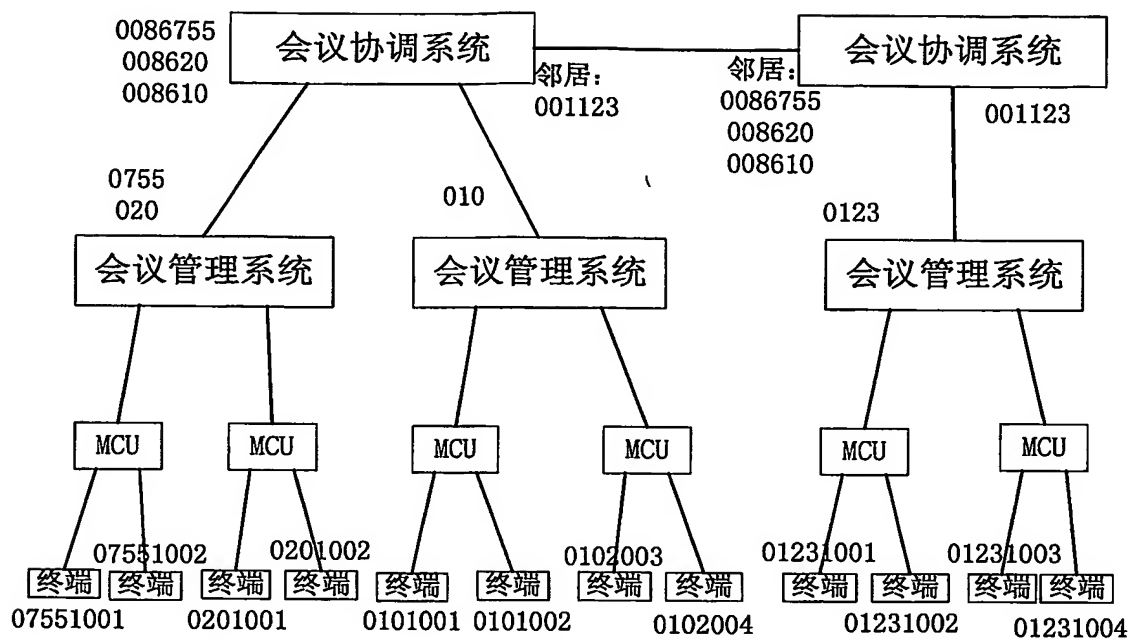 0086755
008620
008610
会议协调系统
邻居:
001123
会议协调系统
邻居:
0086755
008620
008610
001123
0755
020
010
0123
会议管理系统
会议管理系统
会议管理系统
MCU
MCU
MCU
MCU
MCU
MCU
07551002
0201002
0102003
01231001
01231003
终端
终端
终端
终端
终端
终端
终端
终端
终端
终端
终端
终端
07551001
0201001
0101001
0101002
0102004
01231002
01231004